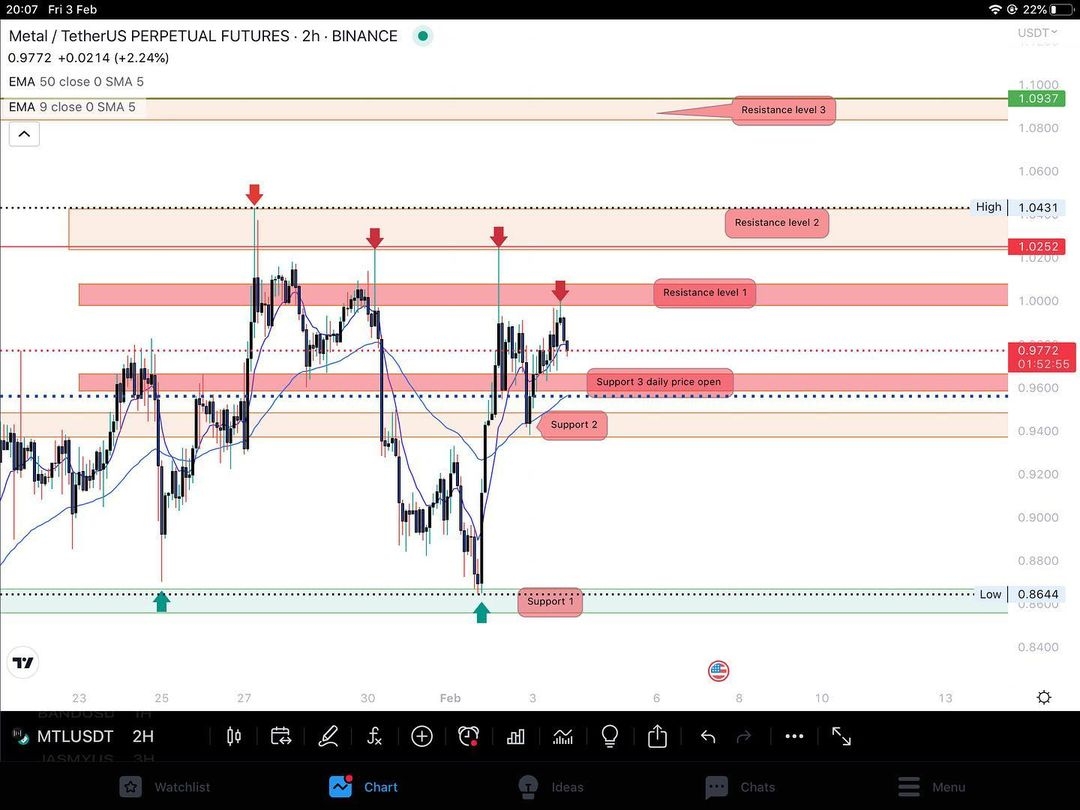 20:07 Fri 3 Feb
22%
Metal / TetherUS PERPETUAL FUTURES · 2h · BINANCE
USDT
0.9772 +0.0214 (+2.24%)
EMA 50 close 0 SMA 5
1.1000
1.0937
EMA 9 close 0 SMA 5
Resistance level 3
1.0800
1.0600
High
1.0431
Resistance level 2
1.0252
1.0200
Resistance level 1
1.0000
0.9772
01:52:55
Support 3 daily price open
0.9600
Support 2
0.9400
0.9200
0.9000
0.8800
Low
0.8644
Support 1
0.8600
0.8400
23 25 27 30 Feb 3 6 8 10 13
BANDUSD 1H
MTLUSDT 2H
JASMYUS 3H
Watchlist
Chart
Ideas
Chats
Menu